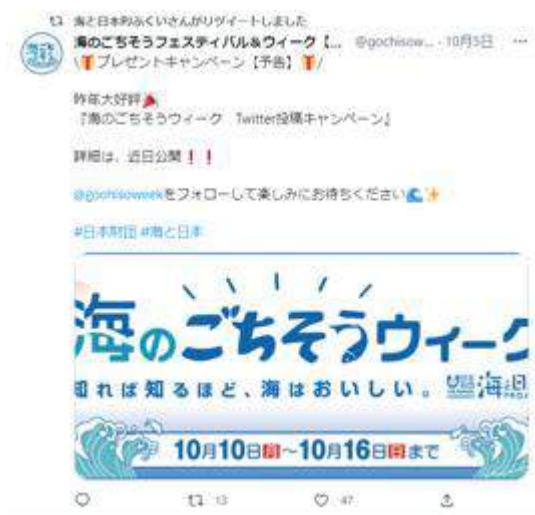 海と日本PJふくいさんがリツイートしました
海のごちそうフェスティバル&ウィーク【... @gochisow... · 10月5日
\🎁プレゼントキャンペーン【予告】🎁/
昨年大好評🎉
『海のごちそうウィーク Twitter投稿キャンペーン』
詳細は、近日公開❗❗
@gochisoweekをフォローして楽しみにお待ちください🌊✨
#日本財団 #海と日本
海のごちそうウィーク
知れば知るほど、海はおいしい。
10月10日月~10月16日日まで
13
47